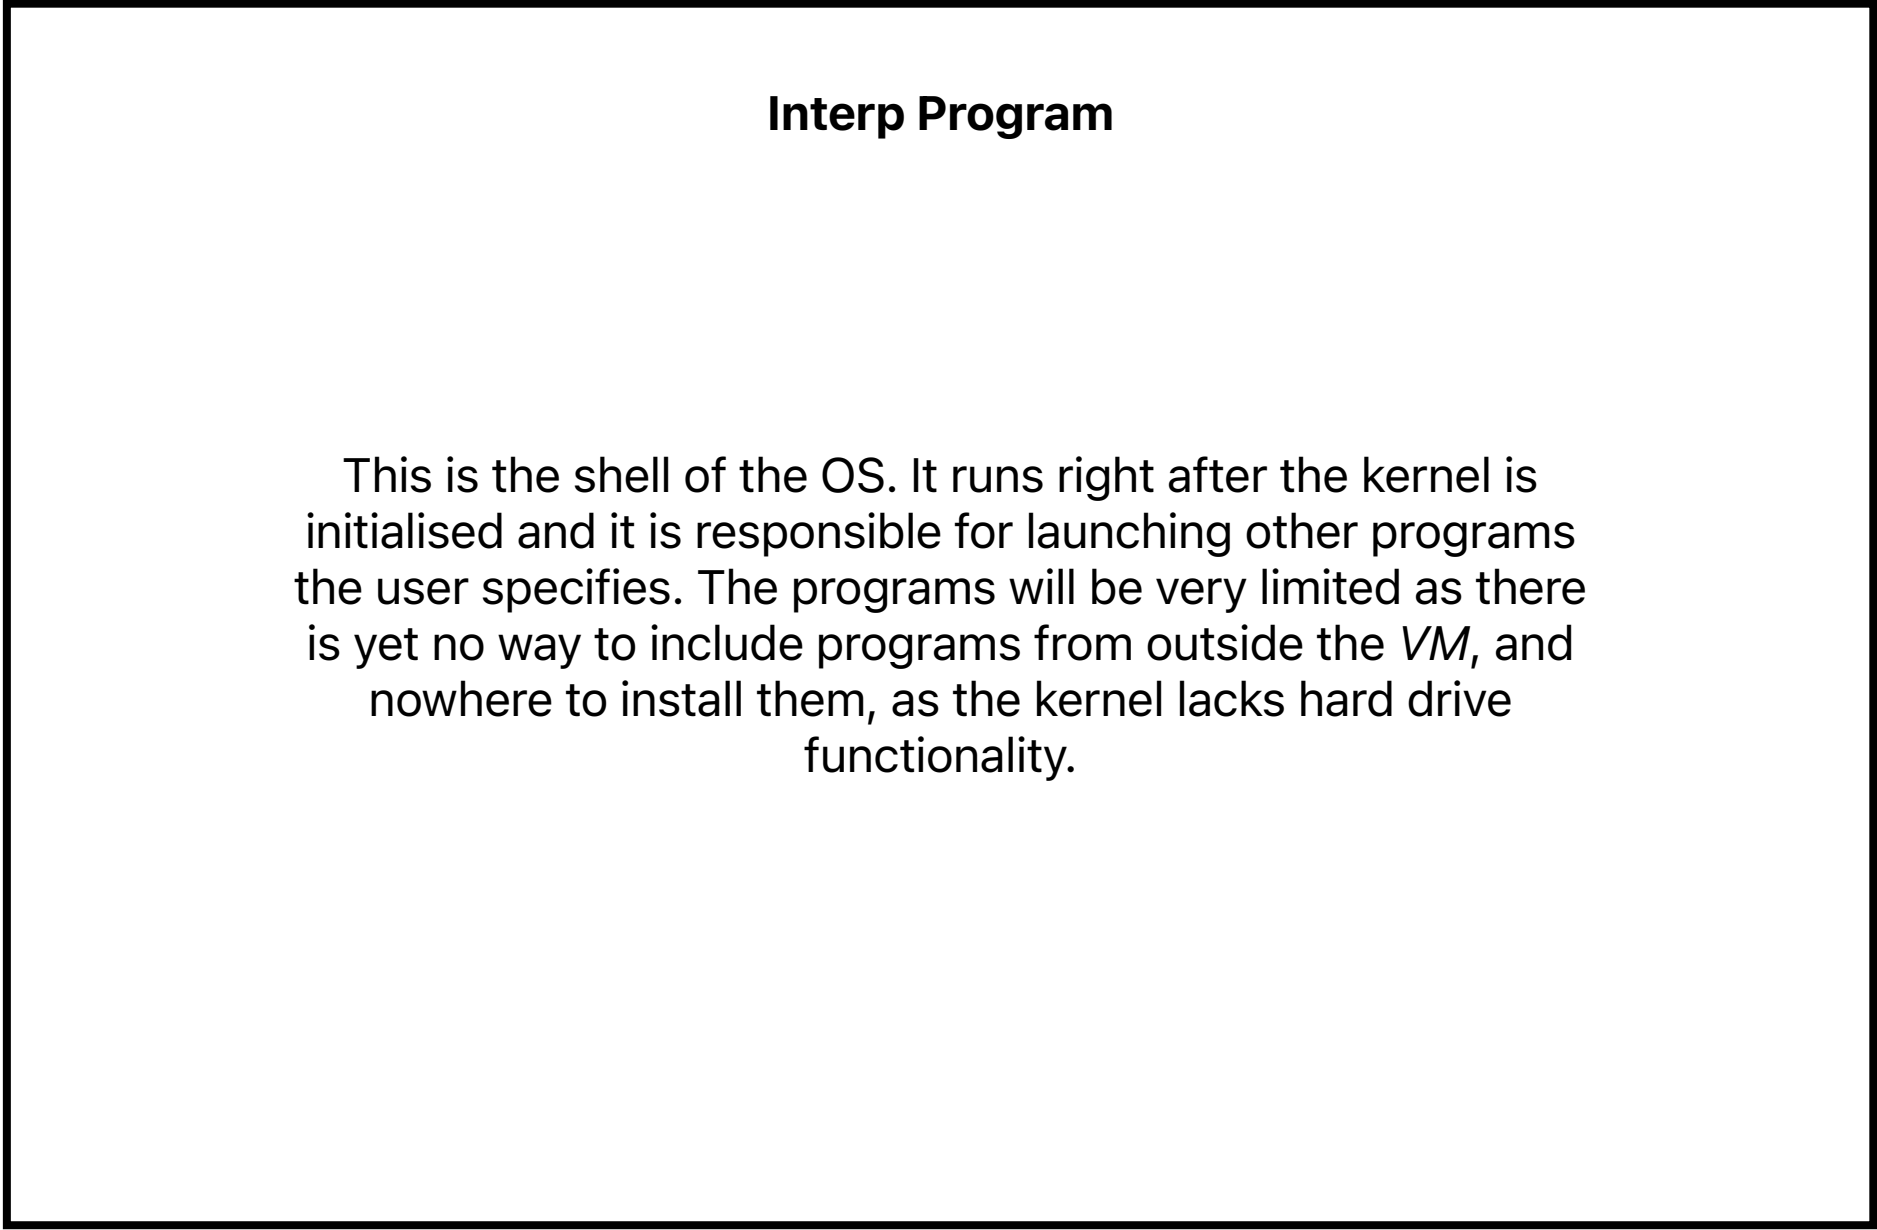 Interp Program
This is the shell of the OS. It runs right after the kernel is
initialised and it is responsible for launching other programs
the user specifies. The programs will be very limited as there
is yet no way to include programs from outside the VM, and
nowhere to install them, as the kernel lacks hard drive
functionality.